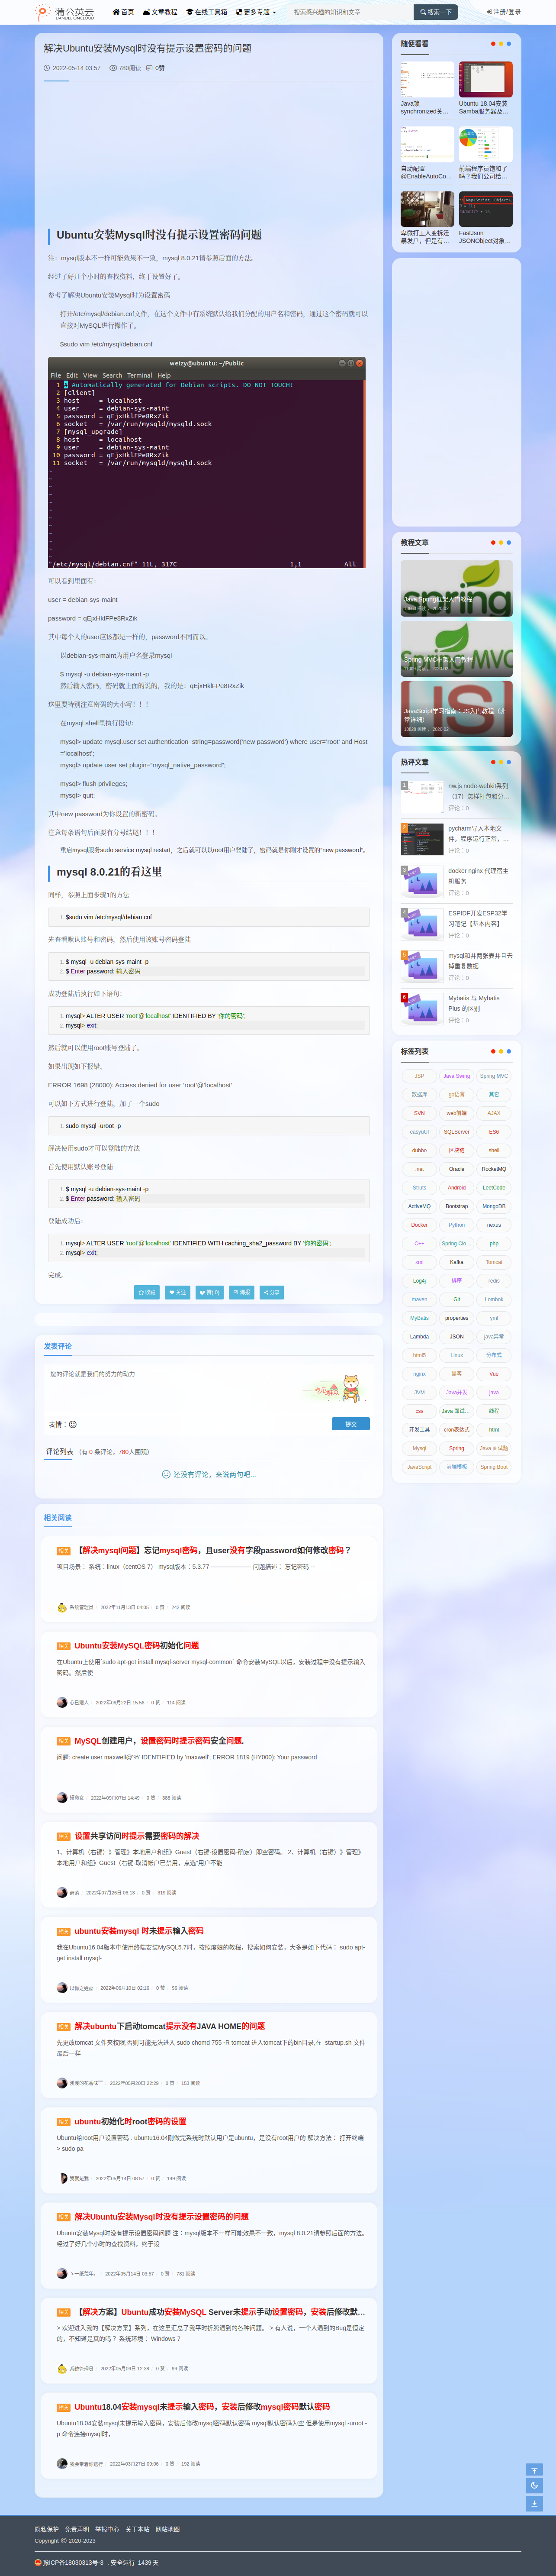 蒲公英云
首页 文章教程 在线工具箱 更多专题
搜索感兴趣的知识和文章
搜索一下
注册/登录
解决Ubuntu安装Mysql时没有提示设置密码的问题
2022-05-14 03:57 780阅读 0赞
Ubuntu安装Mysql时没有提示设置密码问题
注：mysql版本不一样可能效果不一致，mysql 8.0.21请参照后面的方法。
经过了好几个小时的查找资料，终于设置好了。
参考了解决Ubuntu安装Mysql时为设置密码
打开/etc/mysql/debian.cnf文件，在这个文件中有系统默认给我们分配的用户名和密码，通过这个密码就可以
直接对MySQL进行操作了。
$sudo vim /etc/mysql/debian.cnf
welzy@ubuntu: ~/Public
File Edit View Search Terminal Help
1 # Automatically generated for Debian scripts. DO NOT TOUCH!
2 [client]
3 host = localhost
4 user = debian-sys-maint
5 password = qEjxHklFPe8RxZik
6 socket = /var/run/mysqld/mysqld.sock
7 [mysql_upgrade]
8 host = localhost
9 user = debian-sys-maint
10 password = qEjxHklFPe8RxZik
11 socket = /var/run/mysqld/mysqld.sock
"/etc/mysql/debian.cnf" 11L, 317C 1,1 All
可以看到里面有：
user = debian-sys-maint
password = qEjxHklFPe8RxZik
其中每个人的user应该都是一样的，password不同而以。
以debian-sys-maint为用户名登录mysql
$ mysql -u debian-sys-maint -p
然后输入密码，密码就上面的说的，我的是：qEjxHklFPe8RxZik
这里要特别注意密码的大小写！！！
在mysql shell里执行语句：
mysql> update mysql.user set authentication_string=password('new password') where user='root' and Host
='localhost';
mysql> update user set plugin="mysql_native_password";
mysql> flush privileges;
mysql> quit;
其中new password为你设置的新密码。
注意每条语句后面要有分号结尾！！！
重启mysql服务sudo service mysql restart，之后就可以以root用户登陆了，密码就是你刚才设置的“new password”。
mysql 8.0.21的看这里
同样，参照上面步骤1的方法
1. $sudo vim /etc/mysql/debian.cnf
先查看默认账号和密码，然后使用该账号密码登陆
1. $ mysql -u debian-sys-maint -p
2. $ Enter password: 输入密码
成功登陆后执行如下语句：
1. mysql> ALTER USER 'root'@'localhost' IDENTIFIED BY '你的密码';
2. mysql> exit;
然后就可以使用root账号登陆了。
如果出现如下报错，
ERROR 1698 (28000): Access denied for user 'root'@'localhost'
可以如下方式进行登陆，加了一个sudo
1. sudo mysql -uroot -p
解决使用sudo才可以登陆的方法
首先使用默认账号登陆
1. $ mysql -u debian-sys-maint -p
2. $ Enter password: 输入密码
登陆成功后：
1. mysql> ALTER USER 'root'@'localhost' IDENTIFIED WITH caching_sha2_password BY '你的密码';
2. mysql> exit;
完成。
收藏 关注 赞( 0) 海报 分享
发表评论
您的评论就是我们的努力的动力
表情：
提交
评论列表 （有 0 条评论，780人围观）
还没有评论，来说两句吧...
相关阅读
相关 【解决mysql问题】忘记mysql密码，且user没有字段password如何修改密码？
项目场景： 系统：linux（centOS 7） mysql版本：5.3.77 -------------------- 问题描述： 忘记密码 --
系统管理员 2022年11月13日 04:05 0 赞 242 阅读
相关 Ubuntu安装MySQL密码初始化问题
在Ubuntu上使用`sudo apt-get install mysql-server mysql-common` 命令安装MySQL以后，安装过程中没有提示输入
密码。然后使
心已赠人 2022年09月22日 15:56 0 赞 114 阅读
相关 MySQL创建用户，设置密码时提示密码安全问题.
问题: create user maxwell@'%' IDENTIFIED by 'maxwell'; ERROR 1819 (HY000): Your password
2022年09月07日 14:49 0 赞 388 阅读
相关 设置共享访问时提示需要密码的解决
1、计算机（右键）》管理》本地用户和组》Guest（右键-设置密码-确定）即空密码。 2、计算机（右键）》管理》
本地用户和组》Guest（右键-取消帐户已禁用，点选“用户不能
2022年07月26日 06:13 0 赞 319 阅读
相关 ubuntu安装mysql 时未提示输入密码
我在Ubuntu16.04版本中使用终端安装MySQL5.7时，按照度娘的教程，搜索如何安装，大多是如下代码： sudo apt-
get install mysql-
以你之姓@ 2022年06月10日 02:16 0 赞 96 阅读
相关 解决ubuntu下启动tomcat提示没有JAVA HOME的问题
先更改tomcat 文件夹权限,否则可能无法进入 sudo chomd 755 -R tomcat 进入tomcat下的bin目录,在 startup.sh 文件
最后一样
浅浅的花香味﹌ 2022年05月20日 22:29 0 赞 153 阅读
相关 ubuntu初始化时root密码的设置
Ubuntu给root用户设置密码 . ubuntu16.04刚做完系统时默认用户是ubuntu，是没有root用户的 解决方法 ： 打开终端
> sudo pa
我就是我 2022年05月14日 08:57 0 赞 149 阅读
相关 解决Ubuntu安装Mysql时没有提示设置密码的问题
Ubuntu安装Mysql时没有提示设置密码问题 注：mysql版本不一样可能效果不一致，mysql 8.0.21请参照后面的方法。
经过了好几个小时的查找资料，终于设
2022年05月14日 03:57 0 赞 781 阅读
相关 【解决方案】Ubuntu成功安装MySQL Server未提示手动设置密码，安装后修改默...
> 欢迎进入我的【解决方案】系列，在这里汇总了我平时折腾遇到的各种问题。 > 有人说，一个人遇到的Bug是恒定
的，不知道是真的吗？ 系统环境： Windows 7
系统管理员 2022年05月09日 12:38 0 赞 89 阅读
相关 Ubuntu18.04安装mysql未提示输入密码，安装后修改mysql密码默认密码
Ubuntu18.04安装mysql未提示输入密码，安装后修改mysql密码默认密码 mysql默认密码为空 但是使用mysql -uroot -
p 命令连接mysql时,
我会带着你远行 2022年03月27日 09:06 0 赞 192 阅读
随便看看
Java锁
synchronized关...
Ubuntu 18.04安装
Samba服务器及...
自动配置
@EnableAutoCo...
前端程序员饱和了
吗？我们公司给...
卑微打工人变拆迁
暴发户，但是有...
FastJson
JSONObject对象...
教程文章
Java Spring框架入门教程
Spring MVC框架入门教程
JavaScript学习指南：JS入门教程（非
常详细）
热评文章
nw.js node-webkit系列
（17）怎样打包和分...
评论：0
pycharm导入本地文
件，程序运行正常，...
评论：0
docker nginx 代理宿主
机服务
评论：0
ESPIDF开发ESP32学
习笔记【基本内容】
评论：0
mysql和并两张表并且去
掉重复数据
评论：0
Mybatis 与 Mybatis
Plus 的区别
评论：0
标签列表
JSP Java Swing Spring MVC
数据库 go语言 其它
SVN web前端 AJAX
easyuUI SQLServer ES6
dubbo 区块链 shell
.net Oracle RocketMQ
Struts Android LeetCode
ActiveMQ Bootstrap MongoDB
Docker Python nexus
C++ Spring Clo... php
xml Kafka Tomcat
Log4j 排序 redis
maven Git Lombok
MyBatis properties yml
Lambda JSON java异常
html5 Linux 分布式
nginx 黑客 Vue
JVM Java开发 java
css Java 面试... 线程
开发工具 cron表达式 html
Mysql Spring Java 面试题
JavaScript 前端模板 Spring Boot
隐私保护 免责声明 举报中心 关于本站 网站地图
Copyright © 2020-2023
豫ICP备18030313号-3 . 安全运行 1439 天